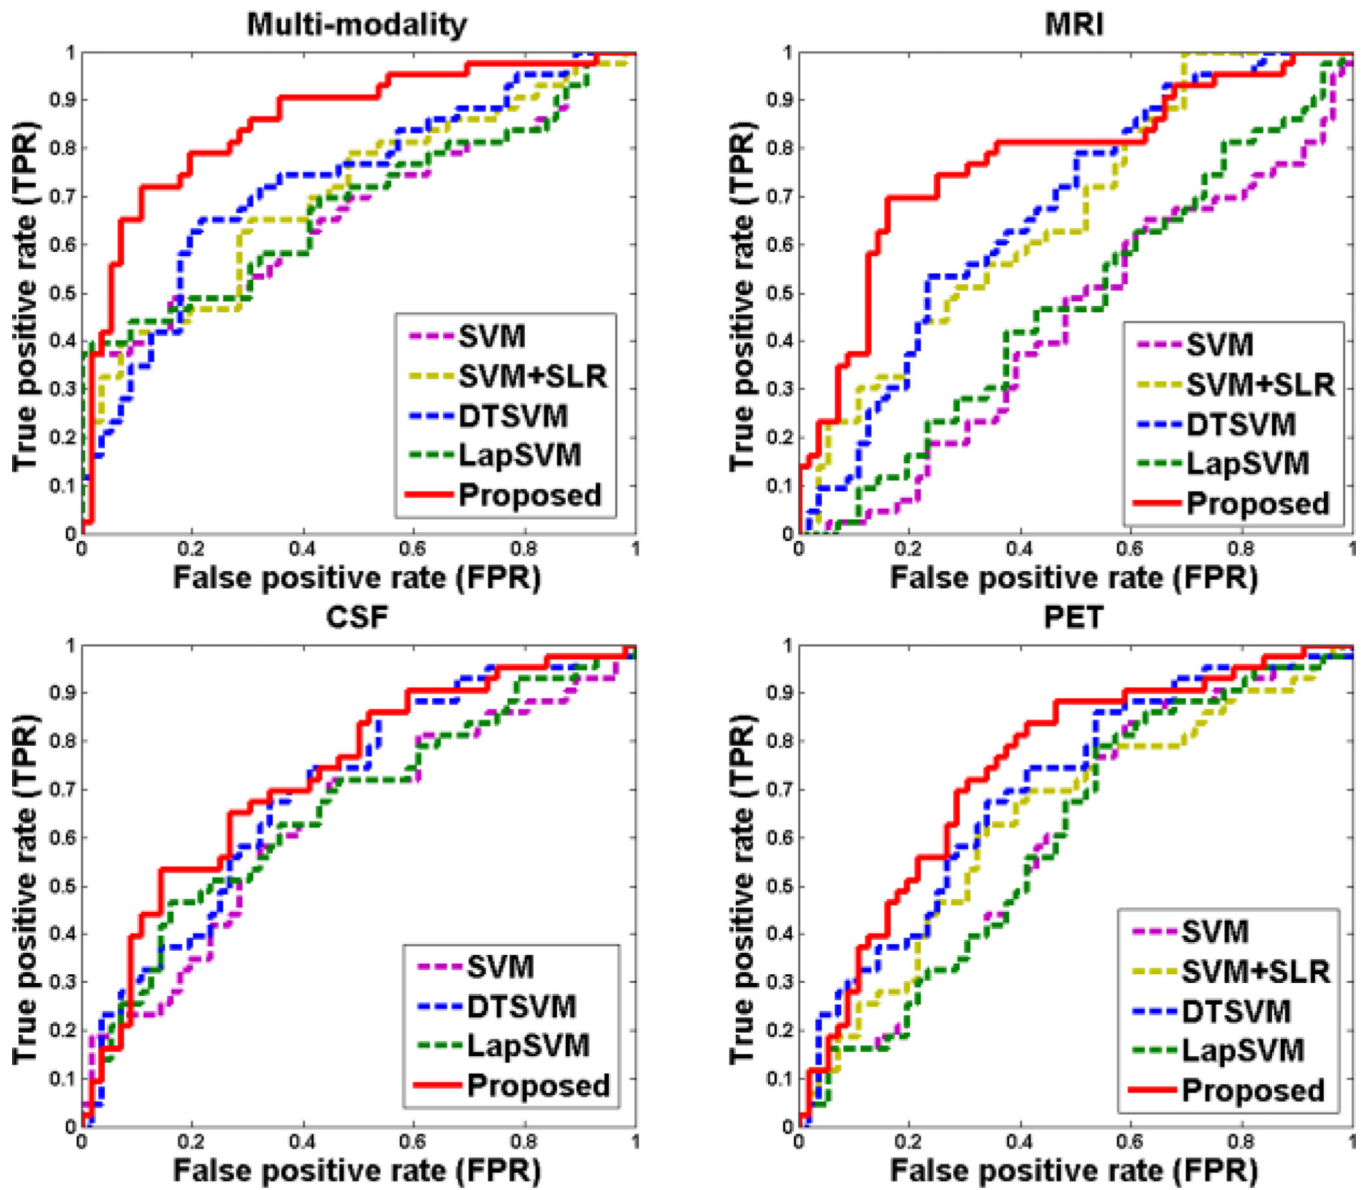 Multi-modality
True positive rate (TPR)
1
0.9
0.8
0.7
0.6
0.5
0.4
0.3
0.2
0.1
0
0 0.2 0.4 0.6 0.8 1
False positive rate (FPR)
SVM
SVM+SLR
DTSVM
LapSVM
Proposed
MRI
True positive rate (TPR)
1
0.9
0.8
0.7
0.6
0.5
0.4
0.3
0.2
0.1
0
0 0.2 0.4 0.6 0.8 1
False positive rate (FPR)
SVM
SVM+SLR
DTSVM
LapSVM
Proposed
CSF
True positive rate (TPR)
1
0.9
0.8
0.7
0.6
0.5
0.4
0.3
0.2
0.1
0
0 0.2 0.4 0.6 0.8 1
False positive rate (FPR)
SVM
DTSVM
LapSVM
Proposed
PET
True positive rate (TPR)
1
0.9
0.8
0.7
0.6
0.5
0.4
0.3
0.2
0.1
0
0 0.2 0.4 0.6 0.8 1
False positive rate (FPR)
SVM
SVM+SLR
DTSVM
LapSVM
Proposed